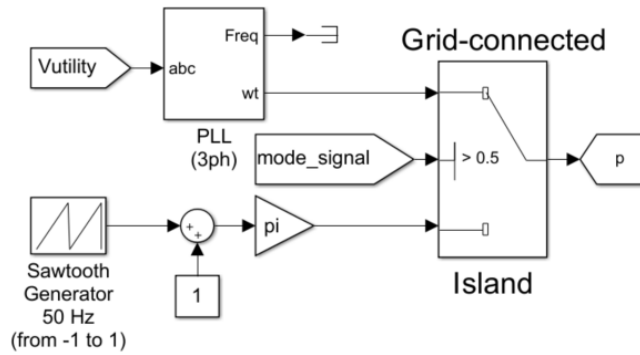 Freq
Grid-connected
Vutility
abc
wt
PLL
(3ph)
mode_signal
> 0.5
p
+
+
pi
Sawtooth
Generator
50 Hz
(from -1 to 1)
1
Island